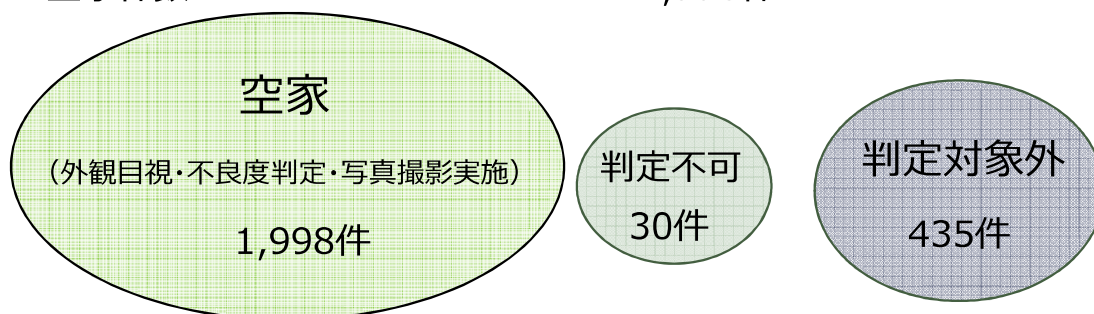 空家
（外観目視・不良度判定・写真撮影実施）
1,998件
判定不可
30件
判定対象外
435件